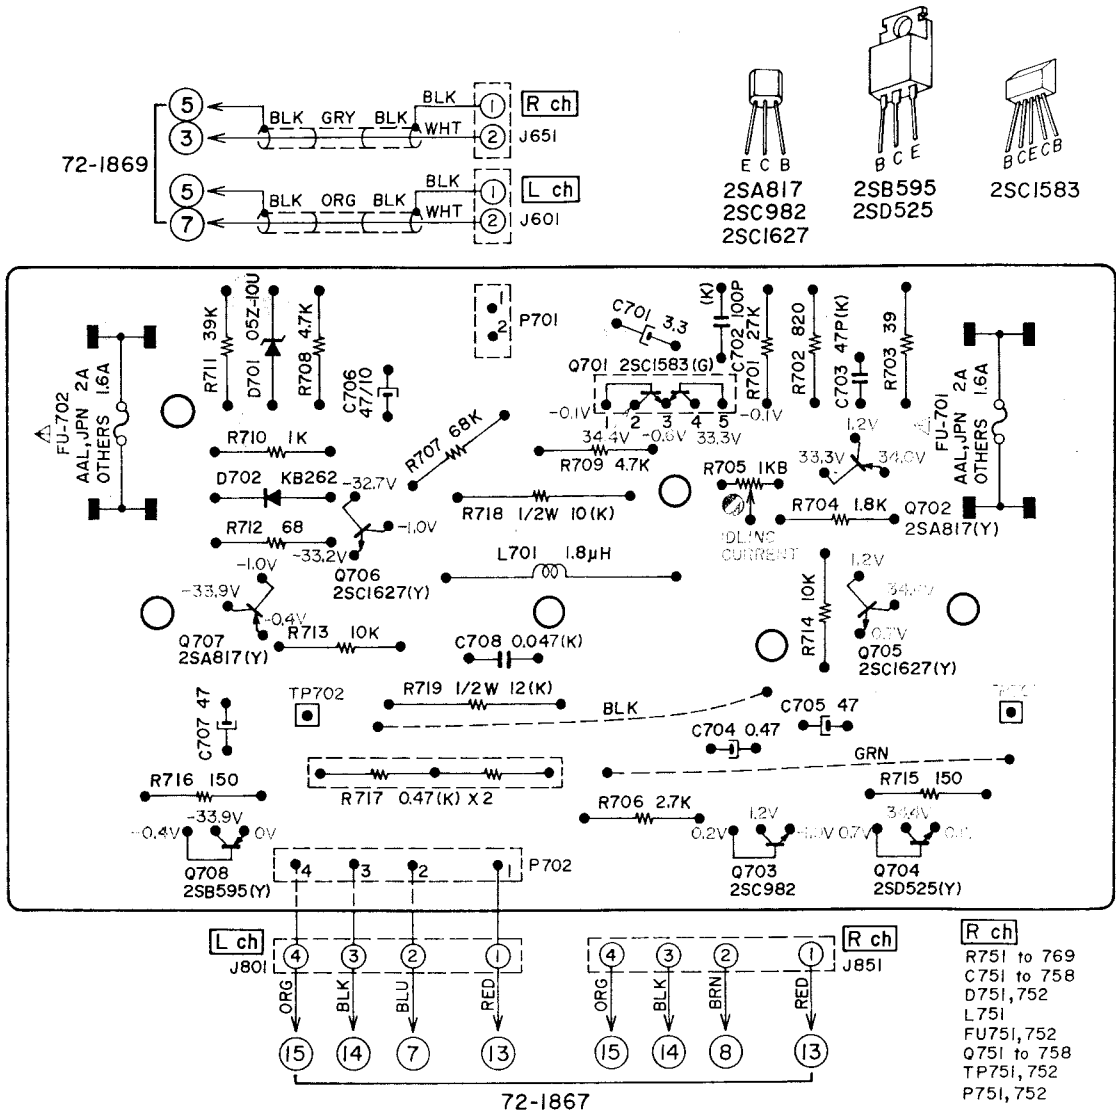 5 BLK GRY BLK BLK 1 R ch
3 WHT 2 J651
72-1869
5 BLK ORG BLK BLK 1 L ch
7 WHT 2 J601
E C B
2SA817
2SC982
2SC1627
B C E
2SB595
2SD525
B C E C B
2SC1583
FU-702
AAL,JPN 2A
OTHERS 1.6A
R711 39K
D701 05Z-10U
R708 4.7K
C706
47/10
1
2
P701
C701 3.3
(K)
C702 100P
R701 27K
R702 820
C703 47P(K)
R703 39
FU-701
AAL,JPN 2A
OTHERS 1.6A
Q701 2SC1583(G)
-0.1V 1 2 3 4 5 -0.1V
34.4V -0.6V 33.3V
R709 4.7K
R707 68K
R710 1K
D702 KB262
R712 68
-32.7V
-1.0V
-33.2V
Q706
2SC1627(Y)
R718 1/2W 10(K)
L701 1.8μH
R705 1KB
CURRENT
1.2V
33.3V
R704 1.8K
Q702
2SA817(Y)
1.2V
R714 10K
0.7V
Q705
2SC1627(Y)
-1.0V
-33.9V
-0.4V
Q707
2SA817(Y)
R713 10K
C708 0.047(K)
R719 1/2W 12(K)
BLK
TP702
C707 47
C705 47
C704 0.47
GRN
R716 150
R717 0.47(K) X2
R706 2.7K
R715 150
-0.4V -33.9V 0V
Q708
2SB595(Y)
0.2V 1.2V
Q703
2SC982
0.7V 34.4V
Q704
2SD525(Y)
4 3 2 1 P702
L ch
J801
4 3 2 1
ORG BLK BLU RED
15 14 7 13
4 3 2 1
R ch
J851
ORG BLK BRN RED
15 14 8 13
72-1867
R ch
R751 to 769
C751 to 758
D751,752
L751
FU751,752
Q751 to 758
TP751,752
P751,752